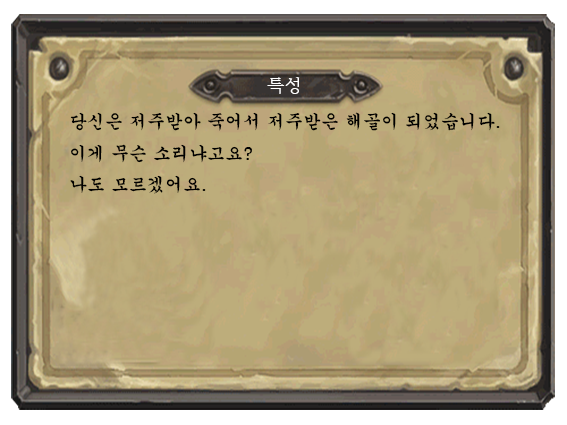 특성
당신은 저주받아 죽어서 저주받은 해골이 되었습니다.
이게 무슨 소리냐고요?
나도 모르겠어요.